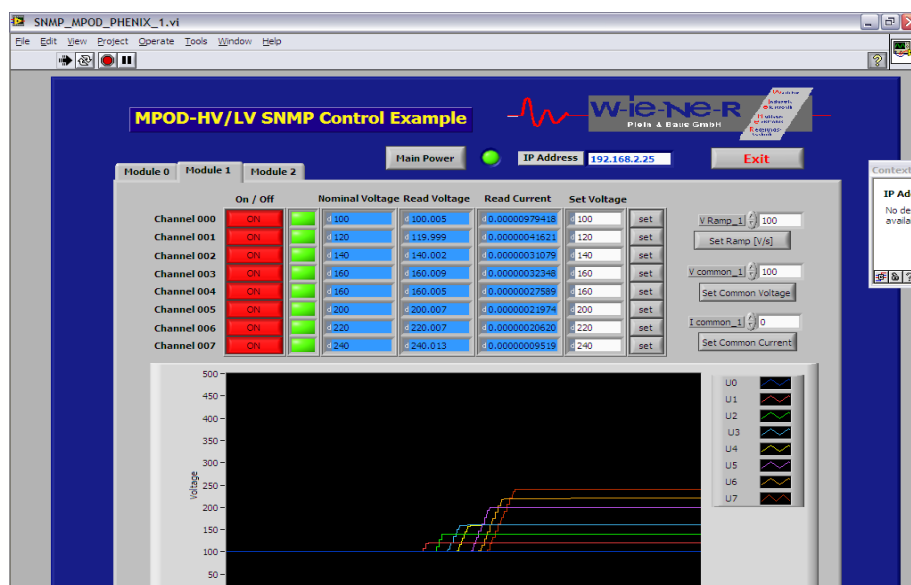 SNMP_MPOD_PHENIX_1.vi
File Edit View Project Operate Tools Window Help
MPOD-HV/LV SNMP Control Example
W-ie-Ne-R
Plein & Baus GmbH
Main Power IP Address 192.168.2.25 Exit
Module 0 Module 1 Module 2
On / Off Nominal Voltage Read Voltage Read Current Set Voltage
Channel 000 ON d 100 d 100.005 d 0.00000979418 d 100 set
Channel 001 ON d 120 d 119.999 d 0.00000041621 d 120 set
Channel 002 ON d 140 d 140.002 d 0.00000031079 d 140 set
Channel 003 ON d 160 d 160.009 d 0.00000032348 d 160 set
Channel 004 ON d 160 d 160.005 d 0.00000027589 d 160 set
Channel 005 ON d 200 d 200.007 d 0.00000021974 d 200 set
Channel 006 ON d 220 d 220.007 d 0.00000020620 d 220 set
Channel 007 ON d 240 d 240.013 d 0.00000009519 d 240 set
V Ramp_1 100
Set Ramp [V/s]
V common_1 100
Set Common Voltage
I common_1 0
Set Common Current
Context
IP Ad
No de
availa
Voltage
500
450
400
350
300
250
200
150
100
50
U0
U1
U2
U3
U4
U5
U6
U7